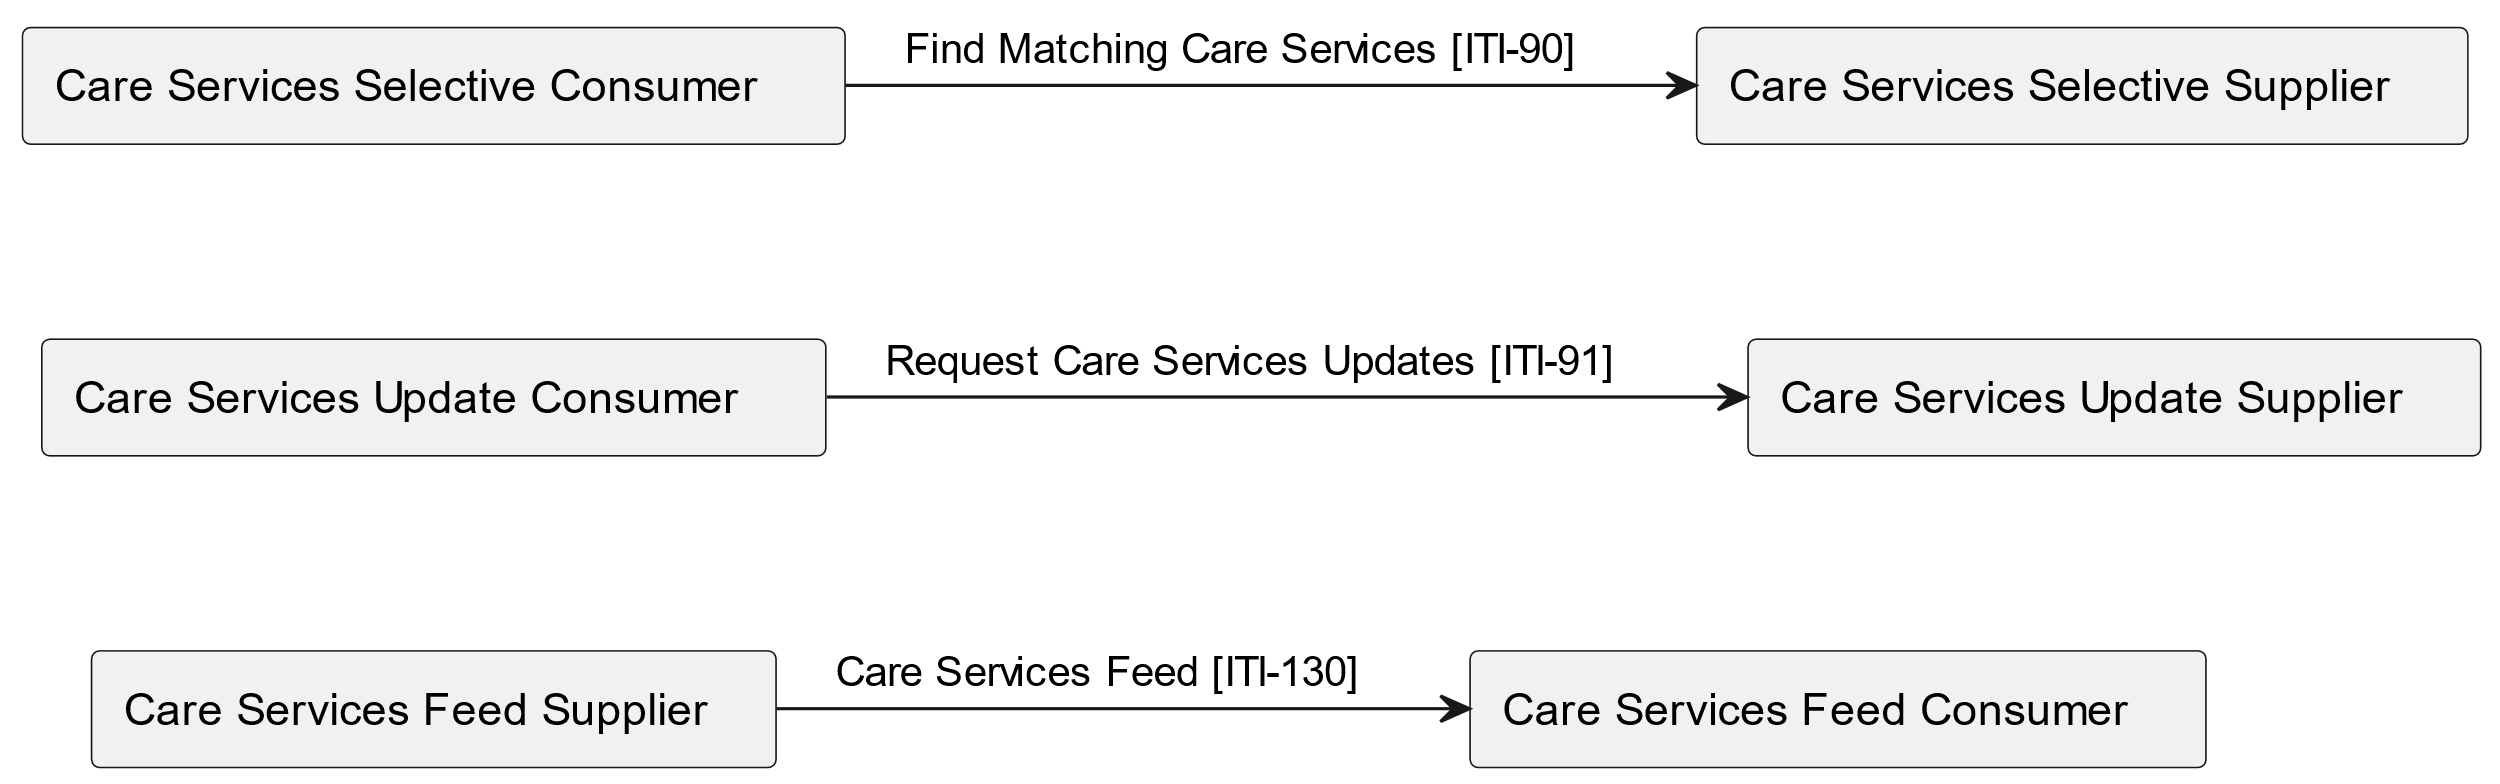 Care Services Selective Consumer
Find Matching Care Services [ITI-90]
Care Services Selective Supplier
Care Services Update Consumer
Request Care Services Updates [ITI-91]
Care Services Update Supplier
Care Services Feed Supplier
Care Services Feed [ITI-130]
Care Services Feed Consumer